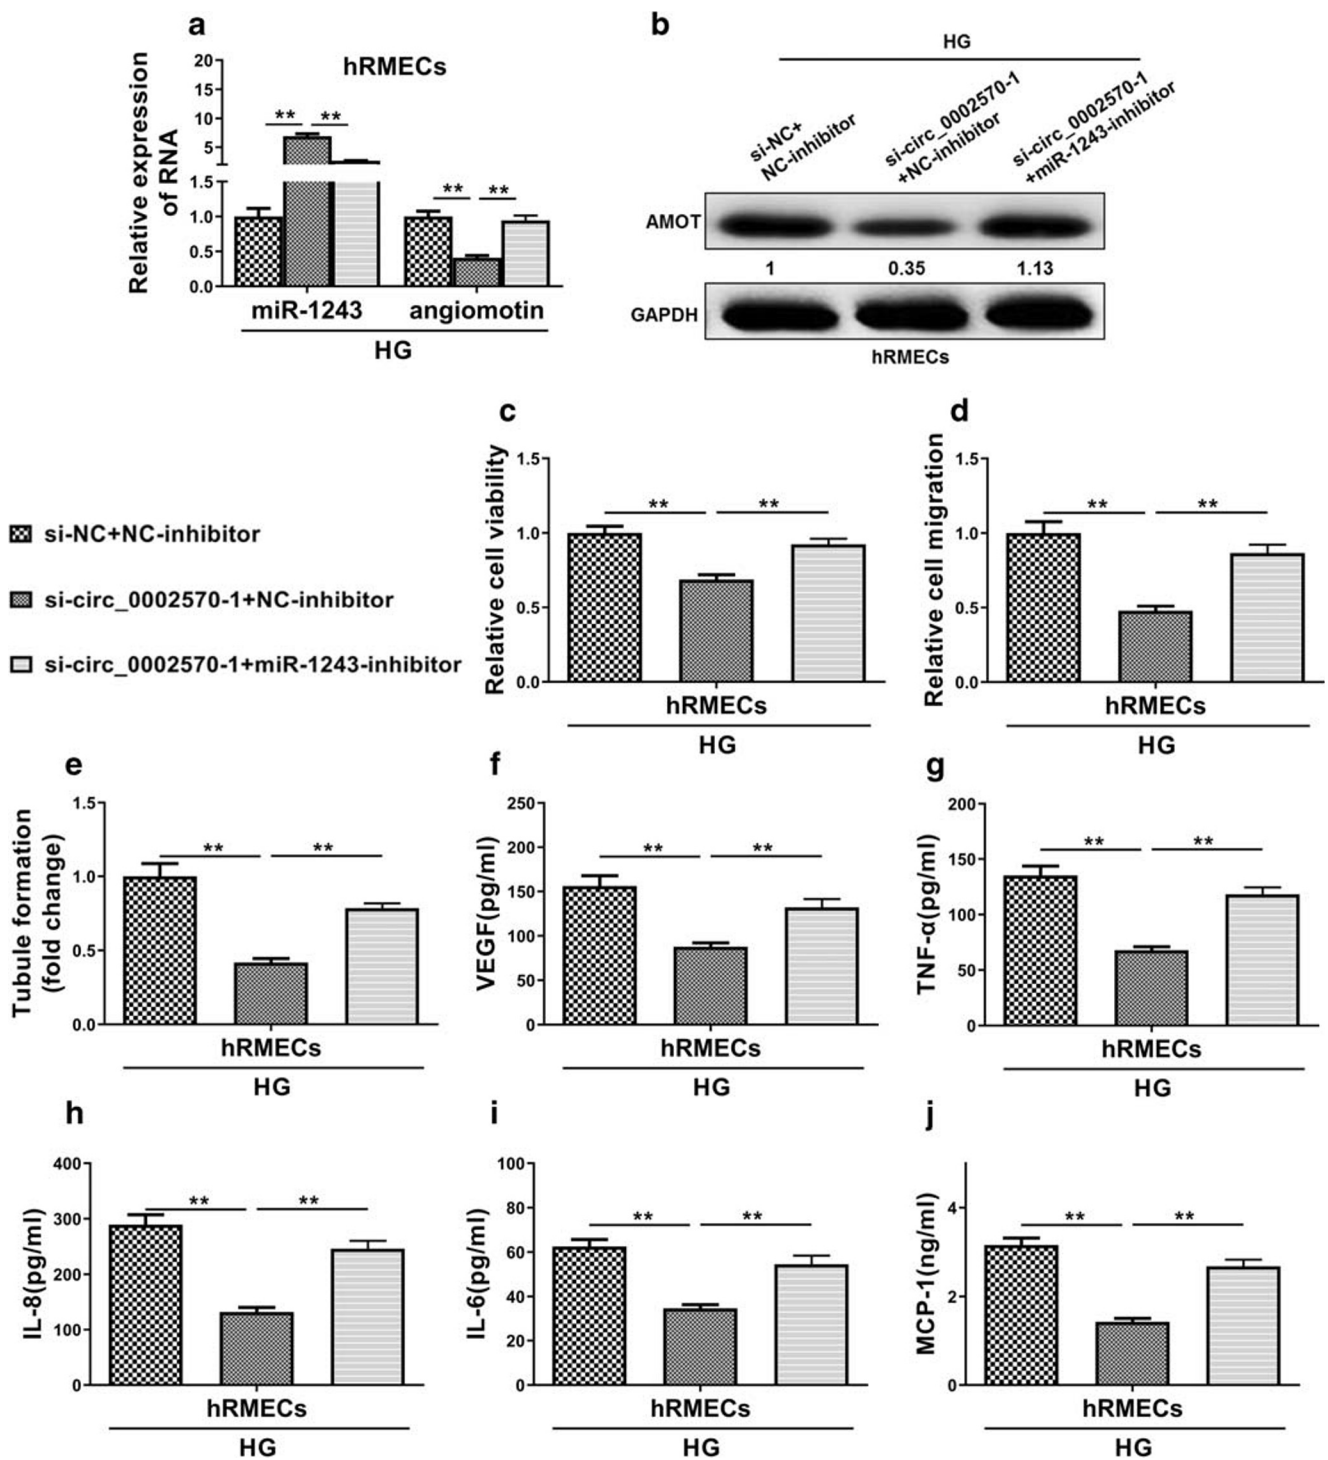 a
hRMECs
Relative expression
of RNA
20
15
10
5
1.5
1.0
0.5
0.0
** **
** **
miR-1243 angiomotin
HG
b
HG
si-NC+
NC-inhibitor
si-circ_0002570-1
+NC-inhibitor
si-circ_0002570-1
+miR-1243-inhibitor
AMOT
1 0.35 1.13
GAPDH
hRMECs
si-NC+NC-inhibitor
si-circ_0002570-1+NC-inhibitor
si-circ_0002570-1+miR-1243-inhibitor
c
Relative cell viability
1.5
1.0
0.5
0.0
** **
hRMECs
HG
d
Relative cell migration
1.5
1.0
0.5
0.0
** **
hRMECs
HG
e
Tubule formation
(fold change)
1.5
1.0
0.5
0.0
** **
hRMECs
HG
f
VEGF(pg/ml)
250
200
150
100
50
0
** **
hRMECs
HG
g
TNF-α(pg/ml)
200
150
100
50
0
** **
hRMECs
HG
h
IL-8(pg/ml)
400
300
200
100
0
** **
hRMECs
HG
i
IL-6(pg/ml)
100
80
60
40
20
0
** **
hRMECs
HG
j
MCP-1(ng/ml)
4
2
0
** **
hRMECs
HG